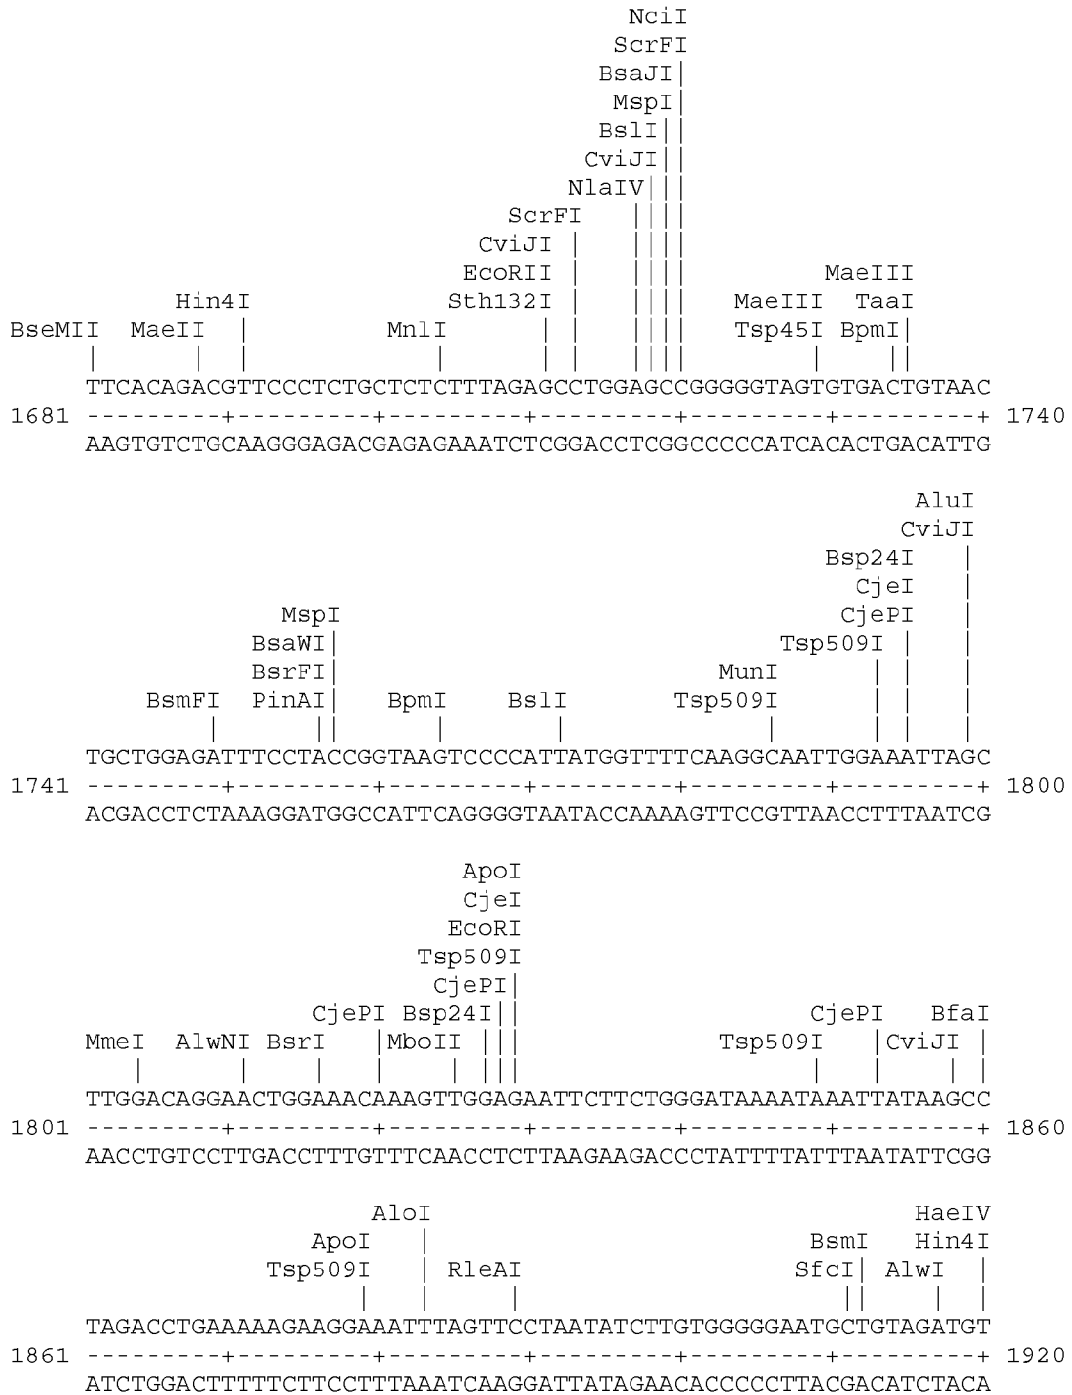 NciI
ScrFI
BsaJI|
MspI|
BslI||
CviJI||
NlaIV||||
ScrFI ||||
CviJI | ||||
EcoRII | |||| MaeIII
Hin4I Sth132I | |||| MaeIII TaaI
BseMII MaeII | MnlI | | |||| Tsp45I BpmI|
| | | | | | |||| | ||
TTCACAGACGTTCCCTCTGCTCTCTTTAGAGCCTGGAGCCGGGGGTAGTGTGACTGTAAC
1681 ---------+---------+---------+---------+---------+---------+ 1740
AAGTGTCTGCAAGGGAGACGAGAGAAATCTCGGACCTCGGCCCCCATCACACTGACATTG
AluI
CviJI
Bsp24I |
CjeI |
MspI CjePI |
BsaWI| Tsp509I | |
BsrFI| MunI | | |
BsmFI PinAI| BpmI BslI Tsp509I | | |
| || | | | | | |
TGCTGGAGATTTCCTACCGGTAAGTCCCCATTATGGTTTTCAAGGCAATTGGAAATTAGC
1741 ---------+---------+---------+---------+---------+---------+ 1800
ACGACCTCTAAAGGATGGCCATTCAGGGGTAATACCAAAAGTTCCGTTAACCTTTAATCG
ApoI
CjeI
EcoRI
Tsp509I
CjePI|
CjePI Bsp24I|| CjePI BfaI
MmeI AlwNI BsrI |MboII ||| Tsp509I |CviJI |
| | | | | ||| | | | |
TTGGACAGGAACTGGAAACAAAGTTGGAGAATTCTTCTGGGATAAAATAAATTATAAGCC
1801 ---------+---------+---------+---------+---------+---------+ 1860
AACCTGTCCTTGACCTTTGTTTCAACCTCTTAAGAAGACCCTATTTTATTTAATATTCGG
AloI HaeIV
ApoI | BsmI Hin4I
Tsp509I | RleAI SfcI| AlwI |
| | | || | |
TAGACCTGAAAAAGAAGGAAATTTAGTTCCTAATATCTTGTGGGGGAATGCTGTAGATGT
1861 ---------+---------+---------+---------+---------+---------+ 1920
ATCTGGACTTTTTCTTCCTTTAAATCAAGGATTATAGAACACCCCCTTACGACATCTACA